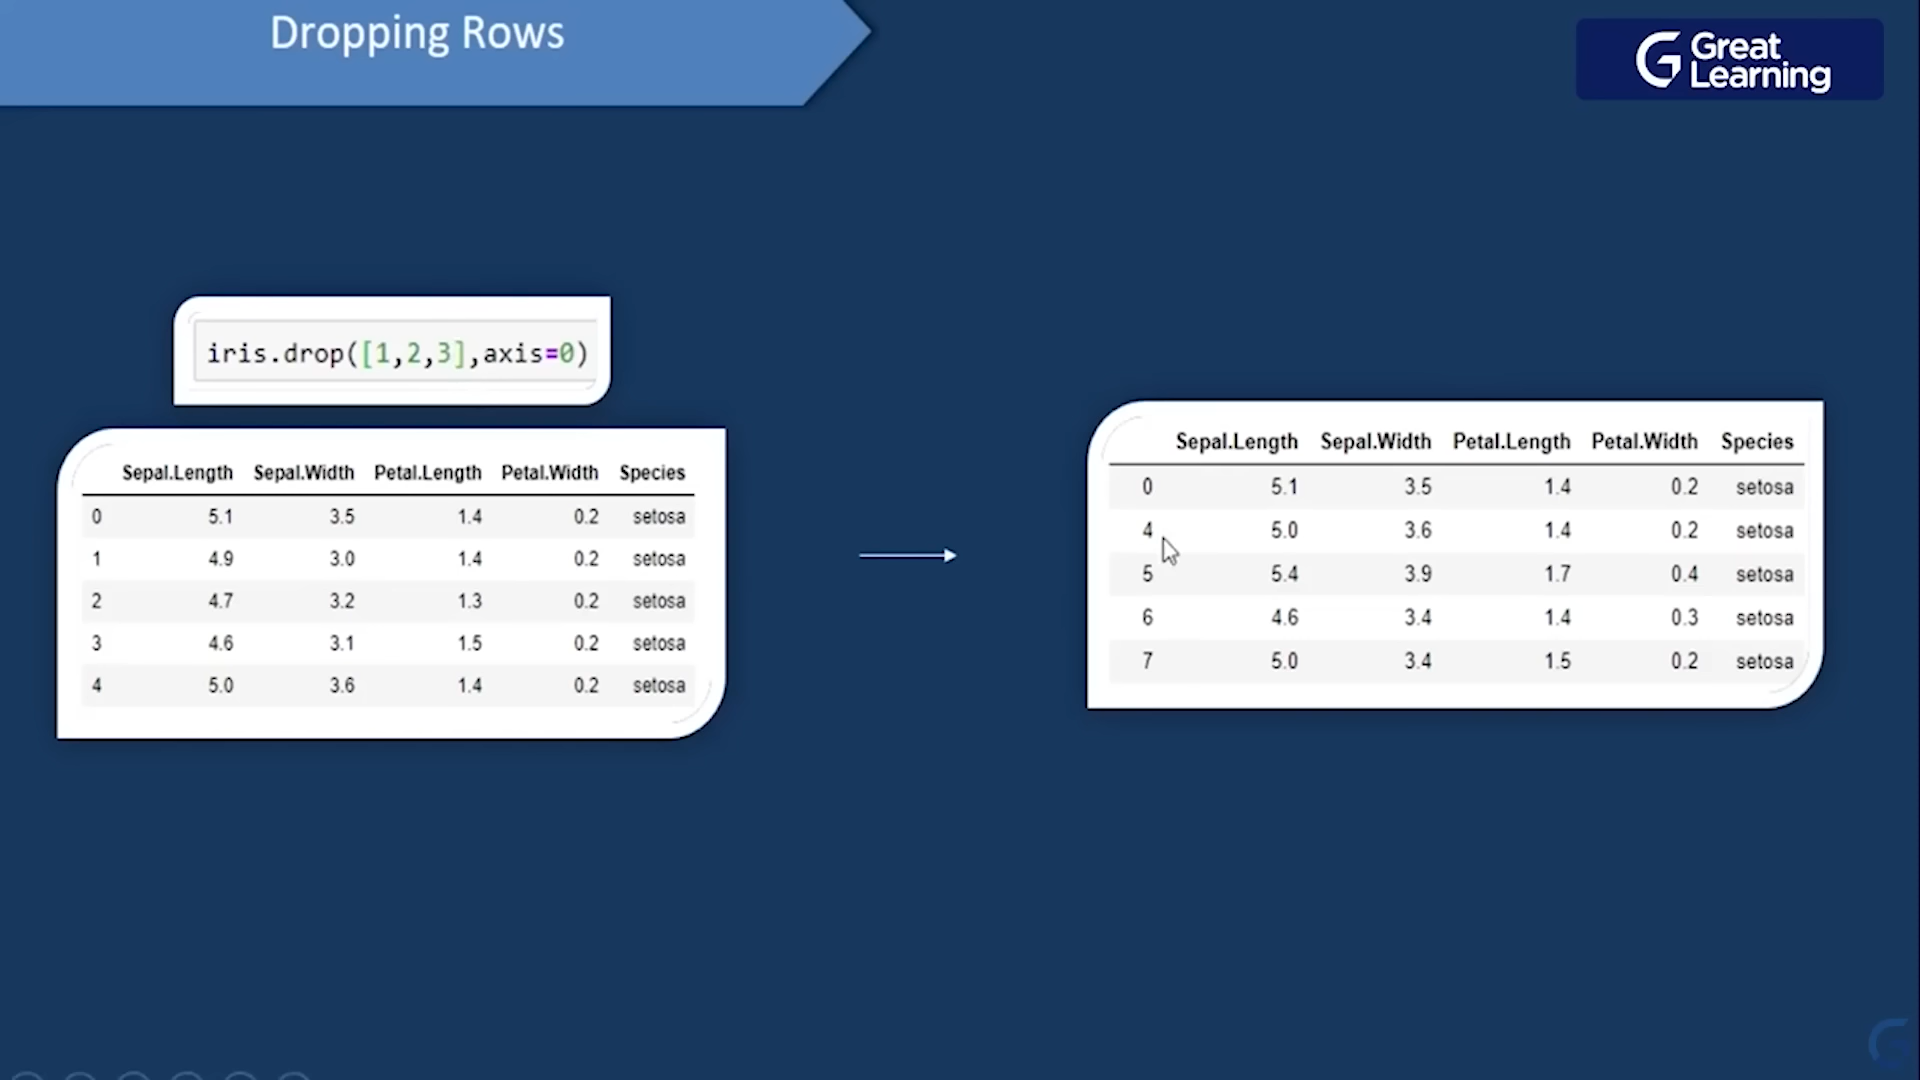 Dropping Rows
Great
Learning
iris.drop([1,2,3],axis=0)
Sepal.Length Sepal.Width Petal.Length Petal.Width Species
0 5.1 3.5 1.4 0.2 setosa
1 4.9 3.0 1.4 0.2 setosa
2 4.7 3.2 1.3 0.2 setosa
3 4.6 3.1 1.5 0.2 setosa
4 5.0 3.6 1.4 0.2 setosa
Sepal.Length Sepal.Width Petal.Length Petal.Width Species
0 5.1 3.5 1.4 0.2 setosa
4 5.0 3.6 1.4 0.2 setosa
5 5.4 3.9 1.7 0.4 setosa
6 4.6 3.4 1.4 0.3 setosa
7 5.0 3.4 1.5 0.2 setosa